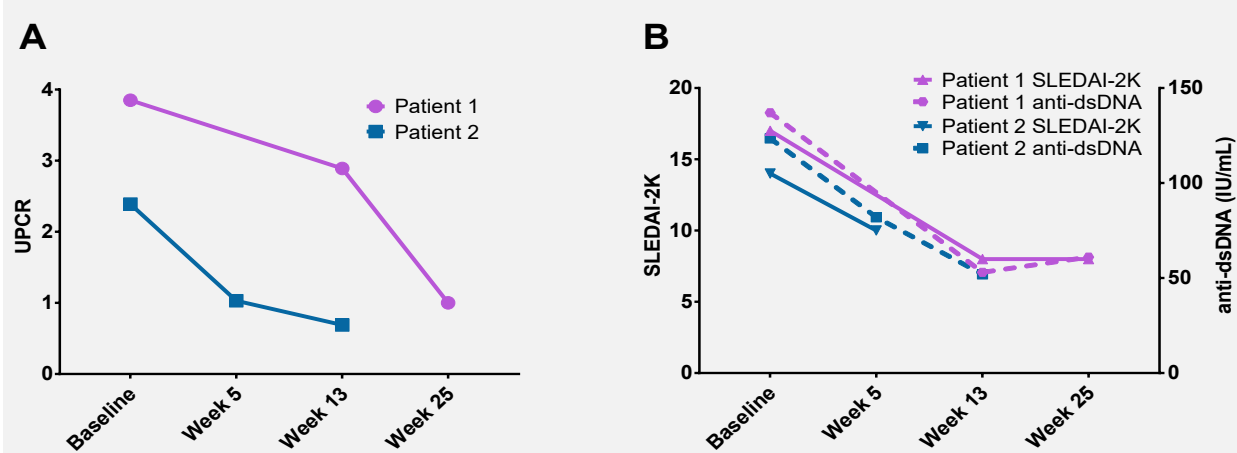 A
UPCR
4
3
2
1
0
Baseline
Week 5
Week 13
Week 25
Patient 1
Patient 2
B
SLEDAI-2K
20
15
10
5
0
Baseline
Week 5
Week 13
Week 25
Patient 1 SLEDAI-2K
Patient 1 anti-dsDNA
Patient 2 SLEDAI-2K
Patient 2 anti-dsDNA
150
100
50
0
anti-dsDNA (IU/mL)